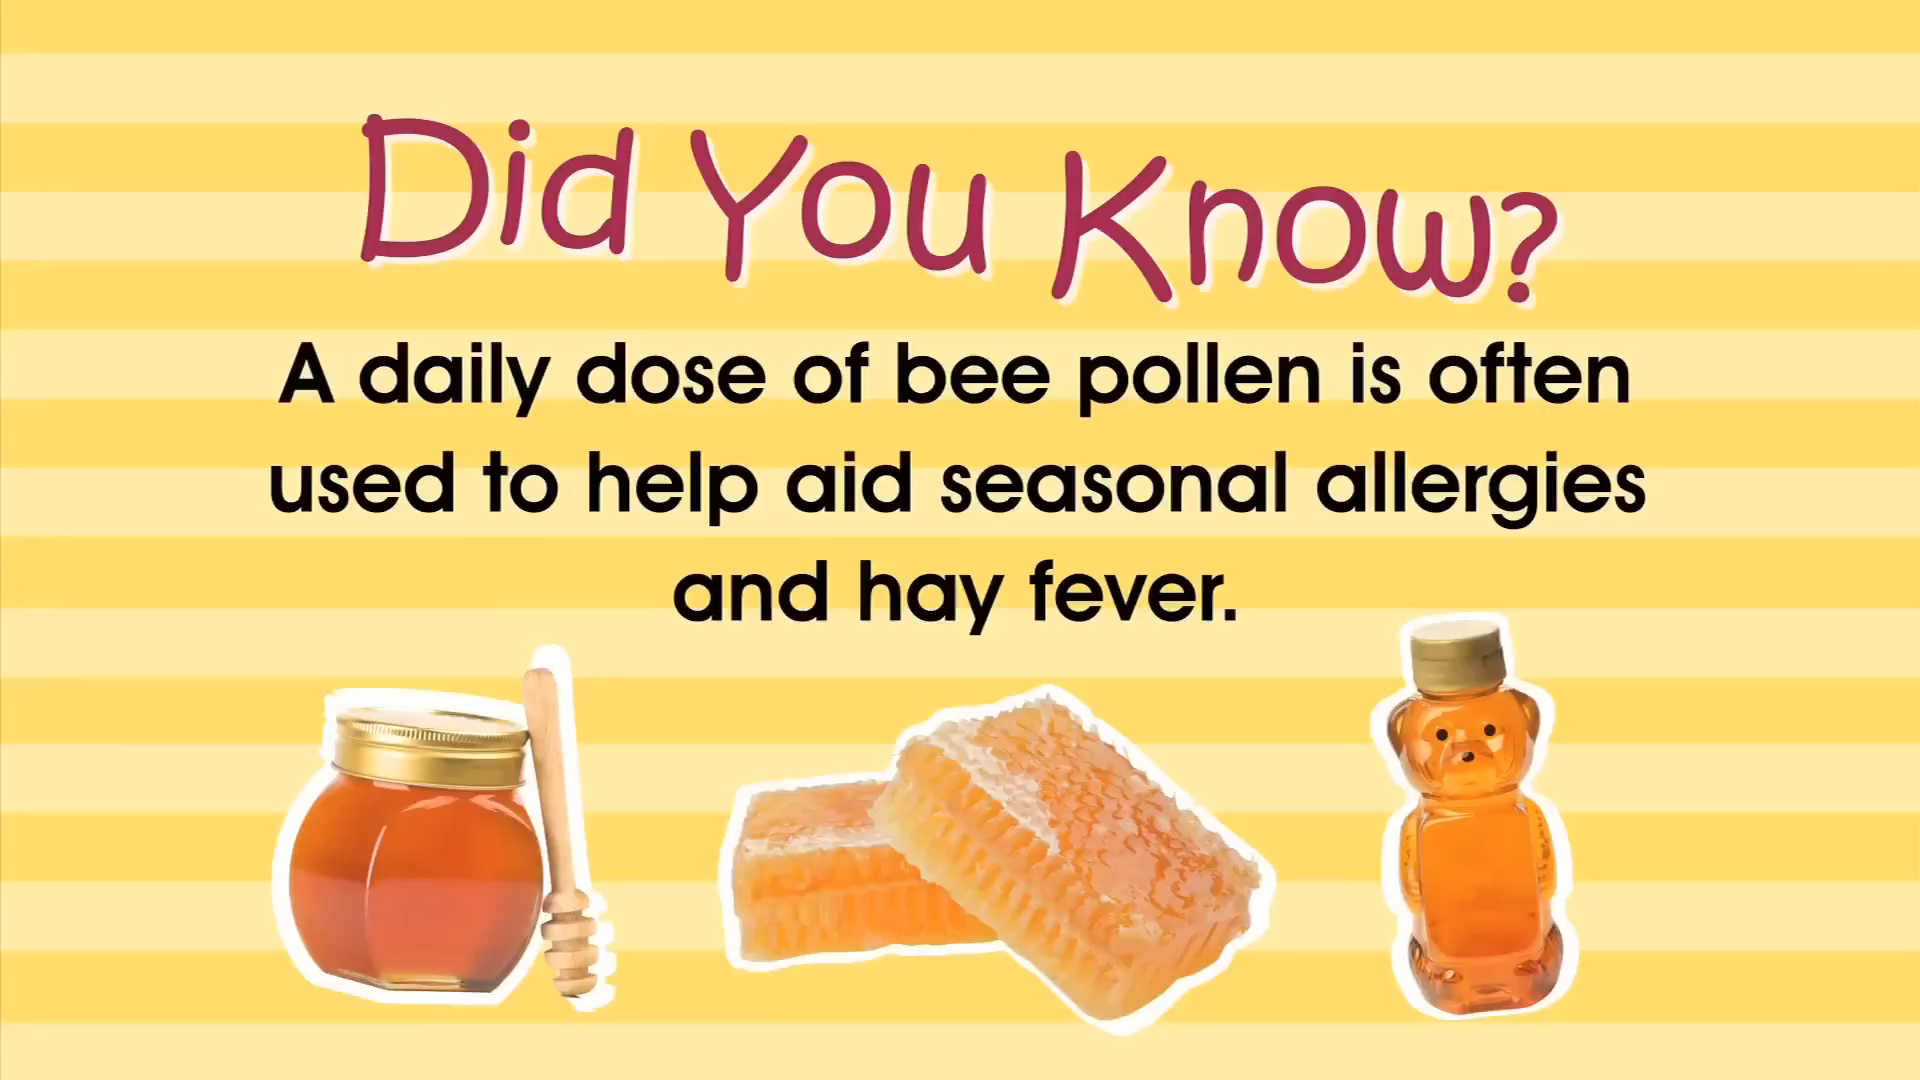 Did You Know?
A daily dose of bee pollen is often
used to help aid seasonal allergies
and hay fever.